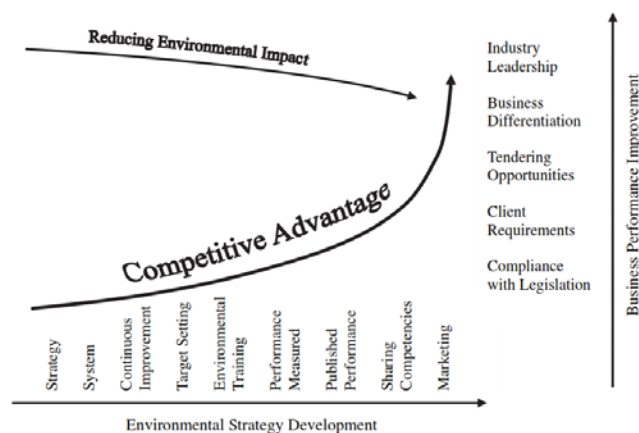 Reducing Environmental Impact
Competitive Advantage
Industry
Leadership
Business
Differentiation
Tendering
Opportunities
Client
Requirements
Compliance
with Legislation
Business Performance Improvement
Strategy
System
Continuous
Improvement
Target Setting
Environmental
Training
Performance
Measured
Published
Performance
Sharing
Competencies
Marketing
Environmental Strategy Development